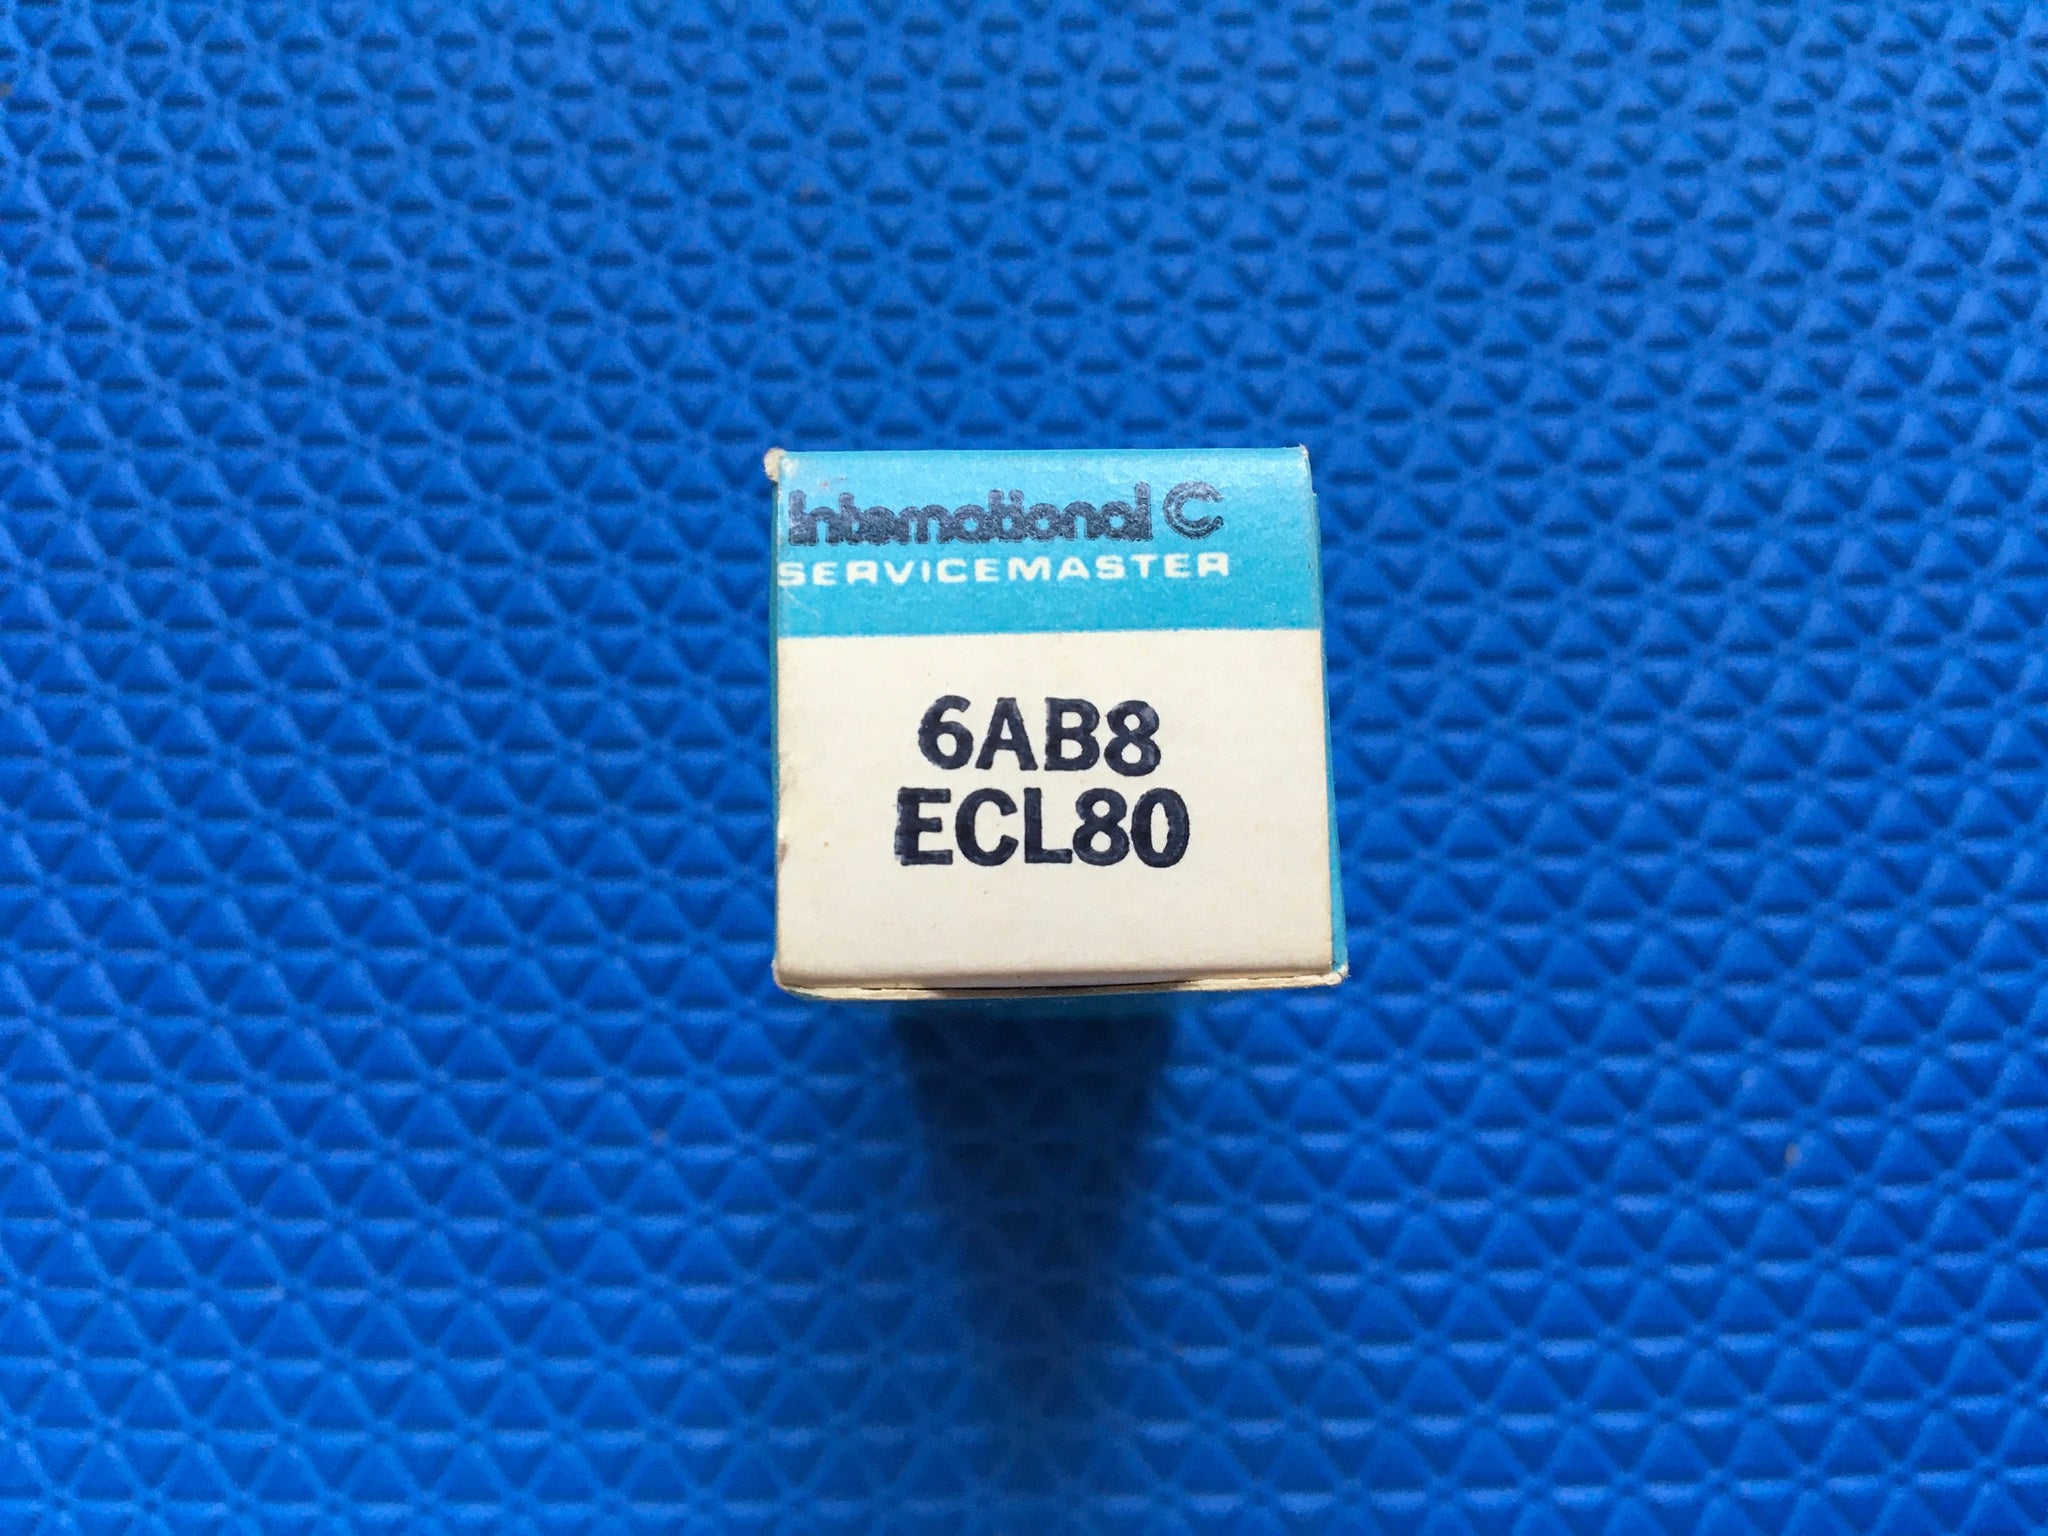 International C
SERVICEMASTER
6AB8
ECL80